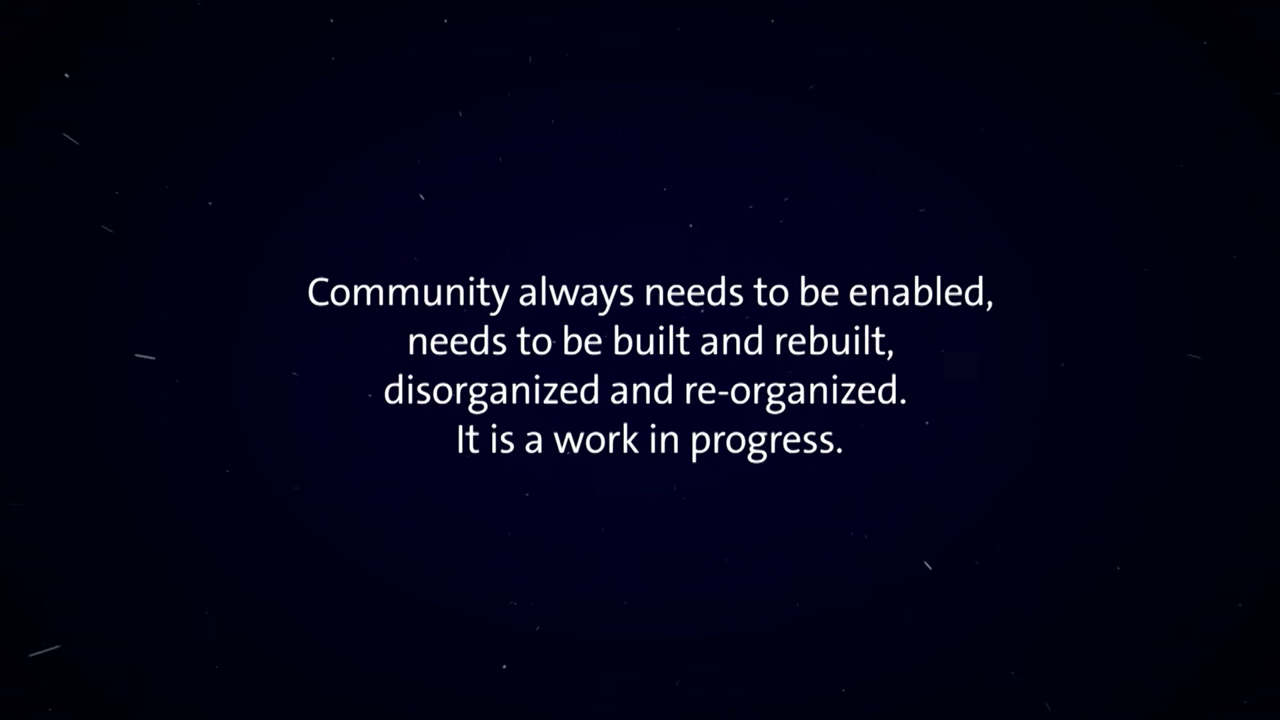 Community always needs to be enabled,
needs to be built and rebuilt,
disorganized and re-organized.
It is a work in progress.